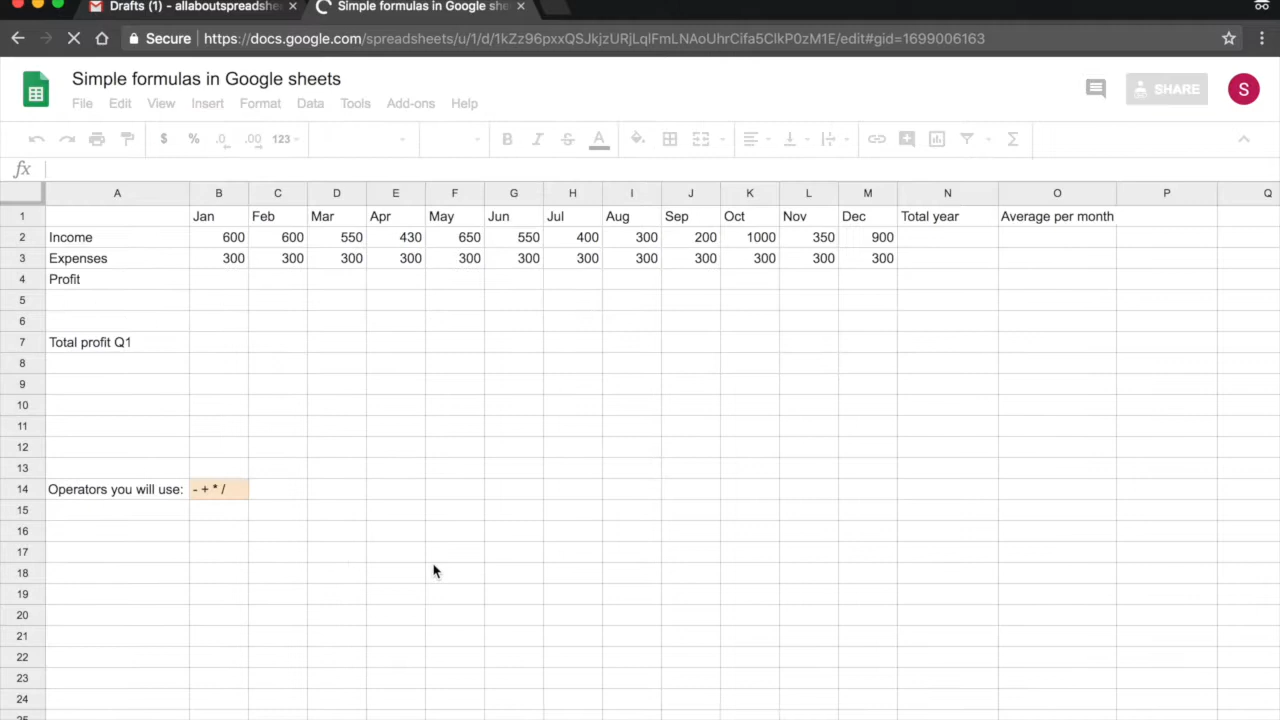 Drafts (1) - allaboutspreadshe
Simple formulas in Google she
Secure
https://docs.google.com/spreadsheets/u/1/d/1kZz96pxxQSJkjzURjLqlFmLNAoUhrCifa5ClkP0zM1E/edit#gid=1699006163
Simple formulas in Google sheets
File Edit View Insert Format Data Tools Add-ons Help
SHARE
S
$ % .0 .00 123 B I S A Σ
fx
A B C D E F G H I J K L M N O P Q
1 Jan Feb Mar Apr May Jun Jul Aug Sep Oct Nov Dec Total year Average per month
2 Income 600 600 550 430 650 550 400 300 200 1000 350 900
3 Expenses 300 300 300 300 300 300 300 300 300 300 300 300
4 Profit
5
6
7 Total profit Q1
8
9
10
11
12
13
14 Operators you will use: - + * /
15
16
17
18
19
20
21
22
23
24
25